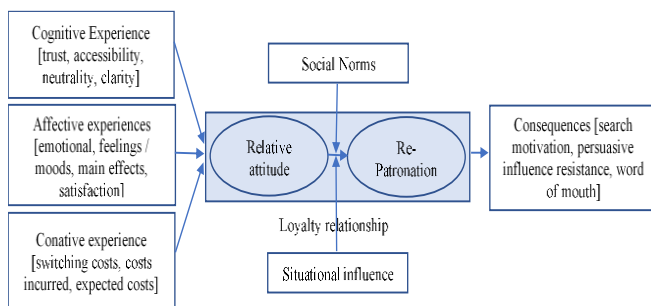 Cognitive Experience
[trust, accessibility,
neutrality, clarity]
Social Norms
Affective experiences
[emotional, feelings /
moods, main effects,
satisfaction]
Relative
attitude
Re-
Patronation
Consequences [search
motivation, persuasive
influence resistance, word
of mouth]
Loyalty relationship
Conative experience
[switching costs, costs
incurred, expected costs]
Situational influence